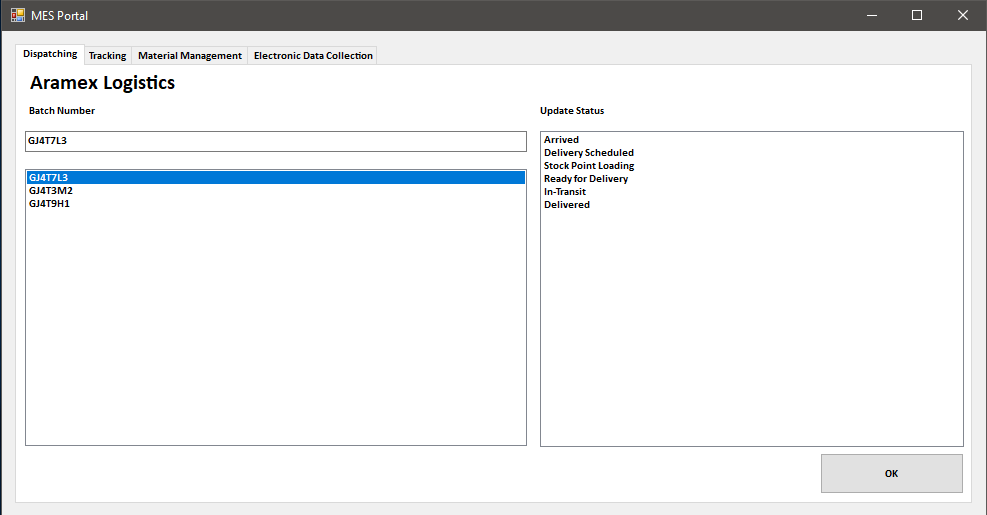 MES Portal
Dispatching Tracking Material Management Electronic Data Collection
Aramex Logistics
Batch Number
GJ4T7L3
GJ4T7L3
GJ4T3M2
GJ4T9H1
Update Status
Arrived
Delivery Scheduled
Stock Point Loading
Ready for Delivery
In-Transit
Delivered
OK